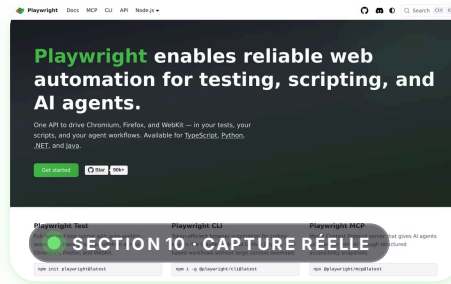 Playwright Docs MCP CLI API Node.js
Search Ctrl K
Playwright enables reliable web
automation for testing, scripting, and
AI agents.
One API to drive Chromium, Firefox, and WebKit — in your tests, your
scripts, and your agent workflows. Available for TypeScript, Python,
.NET, and Java.
Get started
Star 90k+
Playwright Test Playwright CLI Playwright MCP
SECTION 10 · CAPTURE RÉELLE
npm init playwright@latest
npm i -g @playwright/cli@latest
npx @playwright/mcp@latest